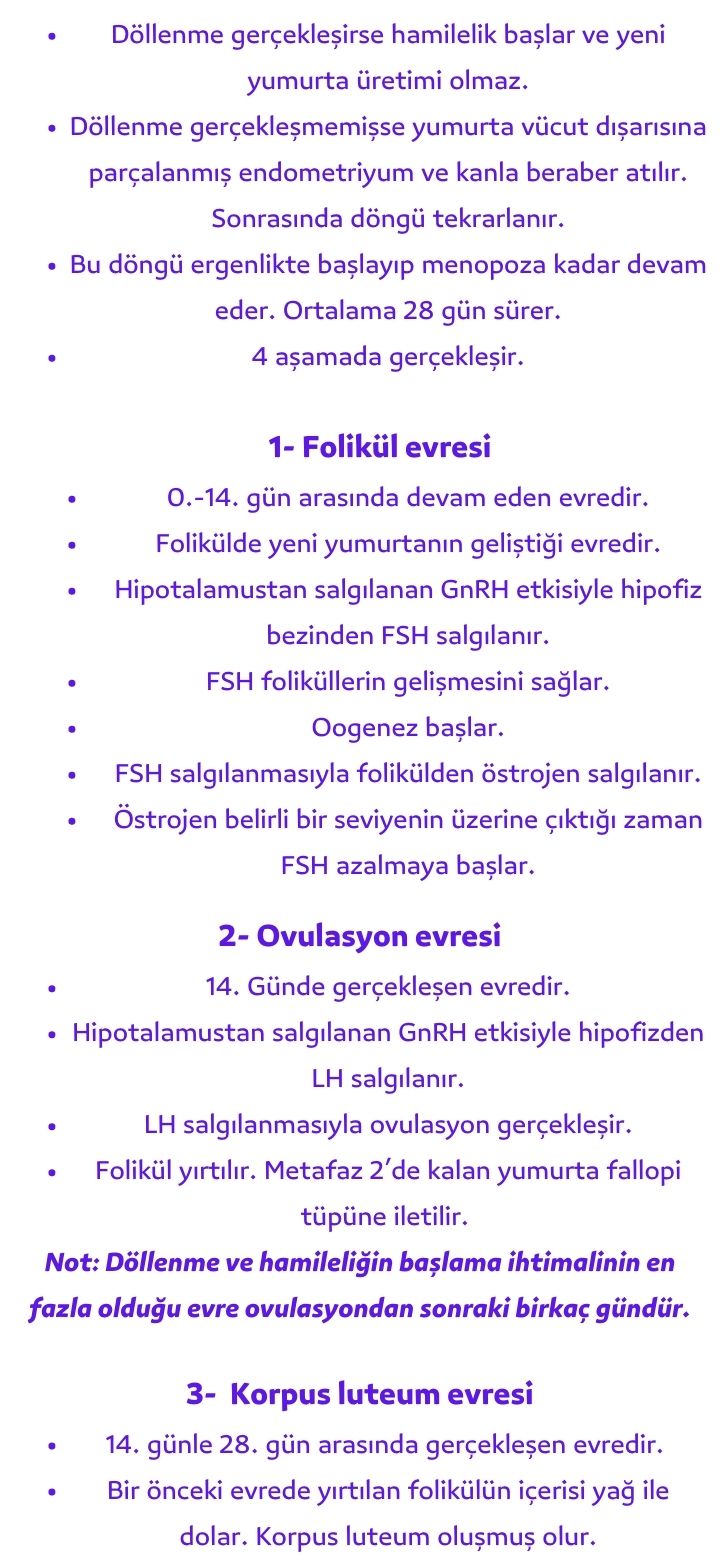 • Döllenme gerçekleşirse hamilelik başlar ve yeni
yumurta üretimi olmaz.
• Döllenme gerçekleşmemişse yumurta vücut dışarısına
parçalanmış endometriyum ve kanla beraber atılır.
Sonrasında döngü tekrarlanır.
• Bu döngü ergenlikte başlayıp menopoza kadar devam
eder. Ortalama 28 gün sürer.
• 4 aşamada gerçekleşir.
1- Folikül evresi
• 0.-14. gün arasında devam eden evredir.
• Folikülde yeni yumurtanın geliştiği evredir.
• Hipotalamustan salgılanan GnRH etkisiyle hipofiz
bezinden FSH salgılanır.
• FSH foliküllerin gelişmesini sağlar.
• Oogenez başlar.
• FSH salgılanmasıyla folikülden östrojen salgılanır.
• Östrojen belirli bir seviyenin üzerine çıktığı zaman
FSH azalmaya başlar.
2- Ovulasyon evresi
• 14. Günde gerçekleşen evredir.
• Hipotalamustan salgılanan GnRH etkisiyle hipofizden
LH salgılanır.
• LH salgılanmasıyla ovulasyon gerçekleşir.
• Folikül yırtılır. Metafaz 2’de kalan yumurta fallopi
tüpüne iletilir.
Not: Döllenme ve hamileliğin başlama ihtimalinin en
fazla olduğu evre ovulasyondan sonraki birkaç gündür.
3- Korpus luteum evresi
• 14. günle 28. gün arasında gerçekleşen evredir.
• Bir önceki evrede yırtılan folikülün içerisi yağ ile
dolar. Korpus luteum oluşmuş olur.